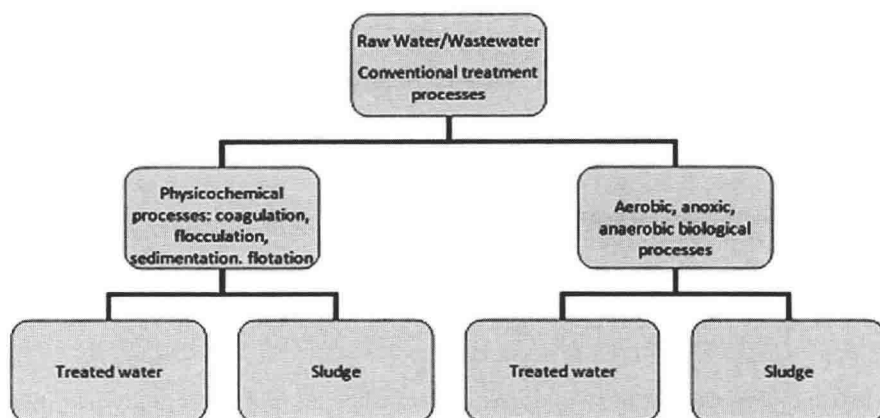 Raw Water/Wastewater
Conventional treatment
processes
Physicochemical
processes: coagulation,
flocculation,
sedimentation. flotation
Aerobic, anoxic,
anaerobic biological
processes
Treated water
Sludge
Treated water
Sludge